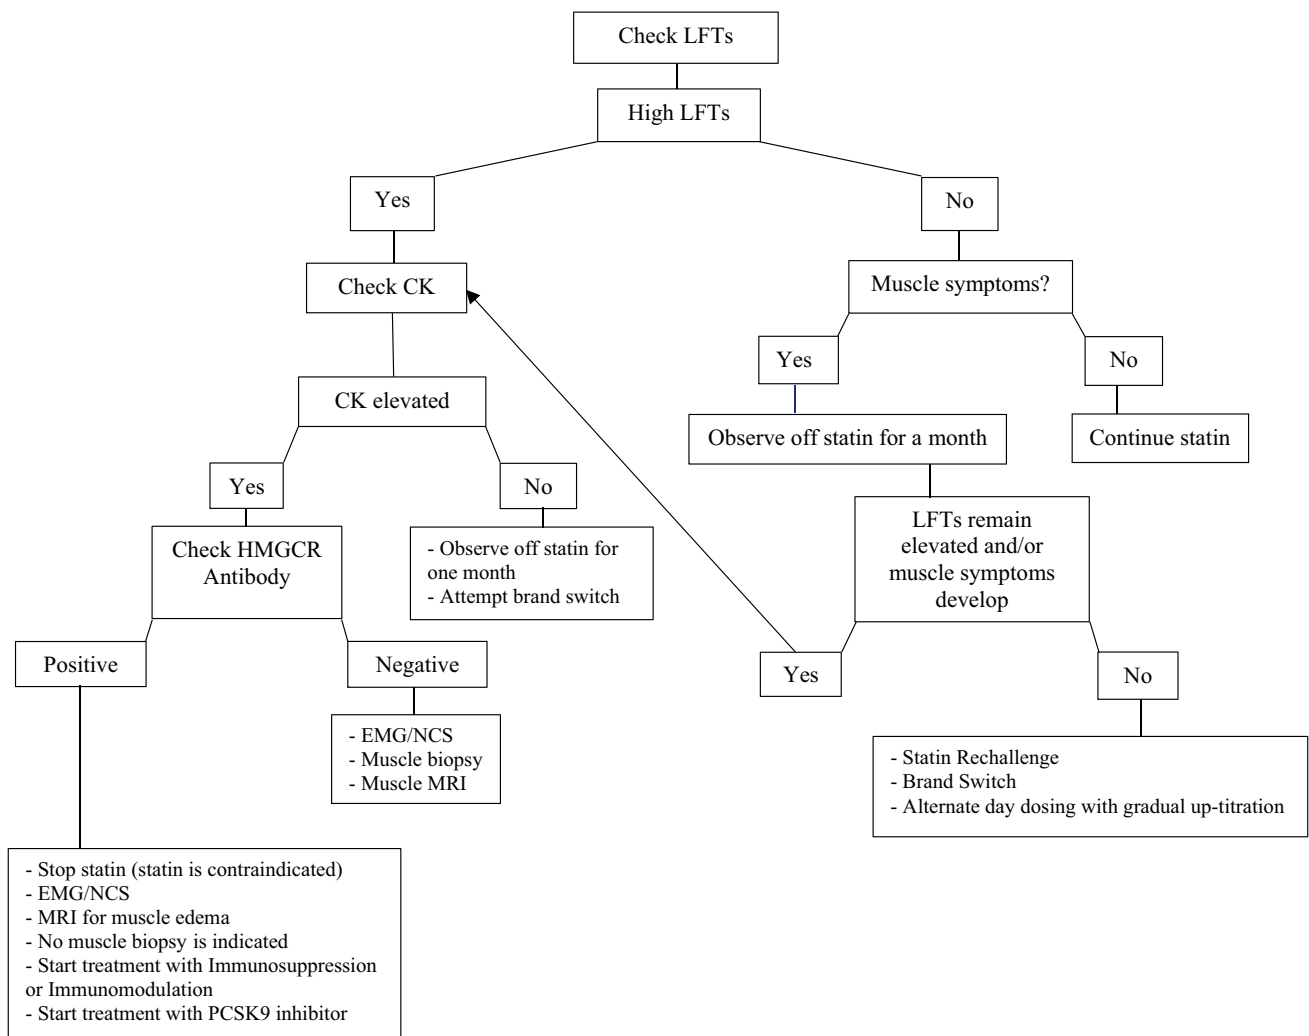 Check LFTs
High LFTs
Yes
No
Check CK
Muscle symptoms?
Yes
No
CK elevated
Observe off statin for a month
Continue statin
Yes
No
LFTs remain
elevated and/or
muscle symptoms
develop
Check HMGCR
Antibody
- Observe off statin for
one month
- Attempt brand switch
Positive
Negative
Yes
No
- EMG/NCS
- Muscle biopsy
- Muscle MRI
- Statin Rechallenge
- Brand Switch
- Alternate day dosing with gradual up-titration
- Stop statin (statin is contraindicated)
- EMG/NCS
- MRI for muscle edema
- No muscle biopsy is indicated
- Start treatment with Immunosuppression
or Immunomodulation
- Start treatment with PCSK9 inhibitor